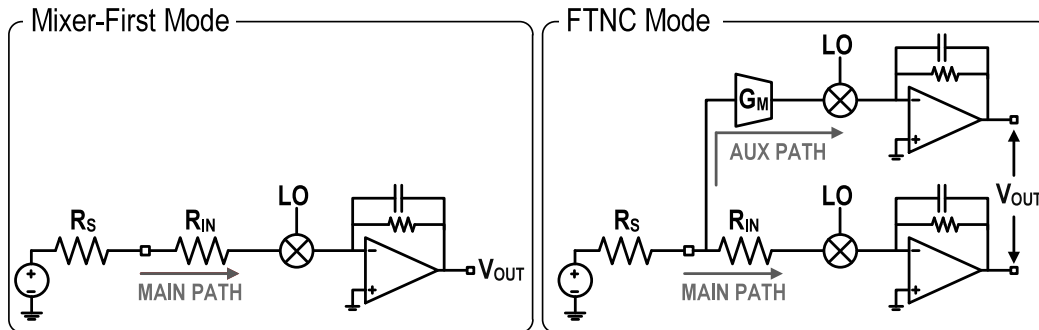 Mixer-First Mode
RS
RIN
LO
MAIN PATH
VOUT
FTNC Mode
LO
GM
AUX PATH
RS
RIN
LO
MAIN PATH
VOUT